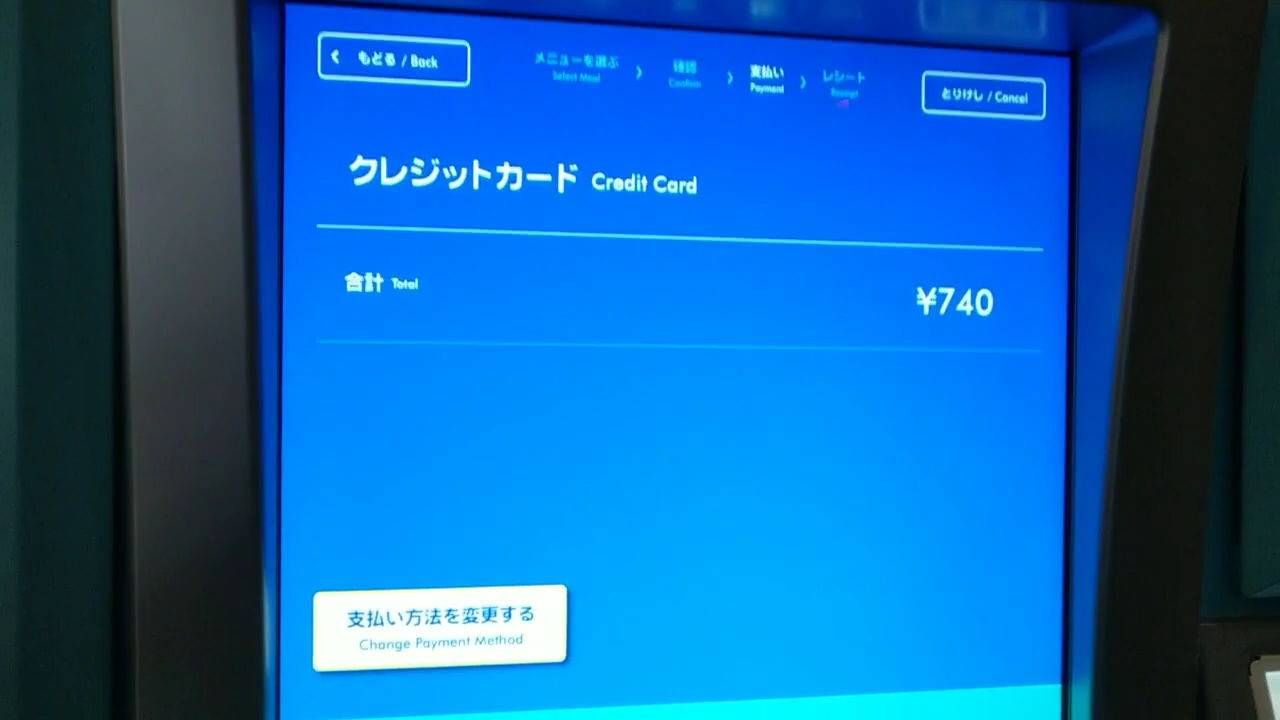 もどる / Back
メニューを選ぶ
Select Meal
確認
Confirm
支払い
Payment
レシート
Receipt
とりけし / Cancel
クレジットカード Credit Card
合計 Total
¥740
支払い方法を変更する
Change Payment Method